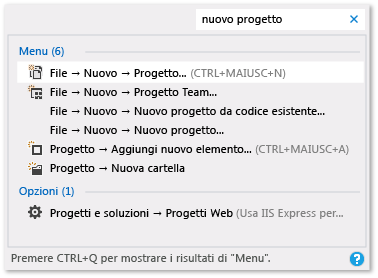 nuovo progetto
Menu (6)
File → Nuovo → Progetto... (CTRL+MAIUSC+N)
File → Nuovo → Progetto Team...
File → Nuovo → Nuovo progetto da codice esistente...
File → Nuovo → Nuovo progetto...
Progetto → Aggiungi nuovo elemento... (CTRL+MAIUSC+A)
Progetto → Nuova cartella
Opzioni (1)
Progetti e soluzioni → Progetti Web (Usa IIS Express per...
Premere CTRL+Q per mostrare i risultati di "Menu".